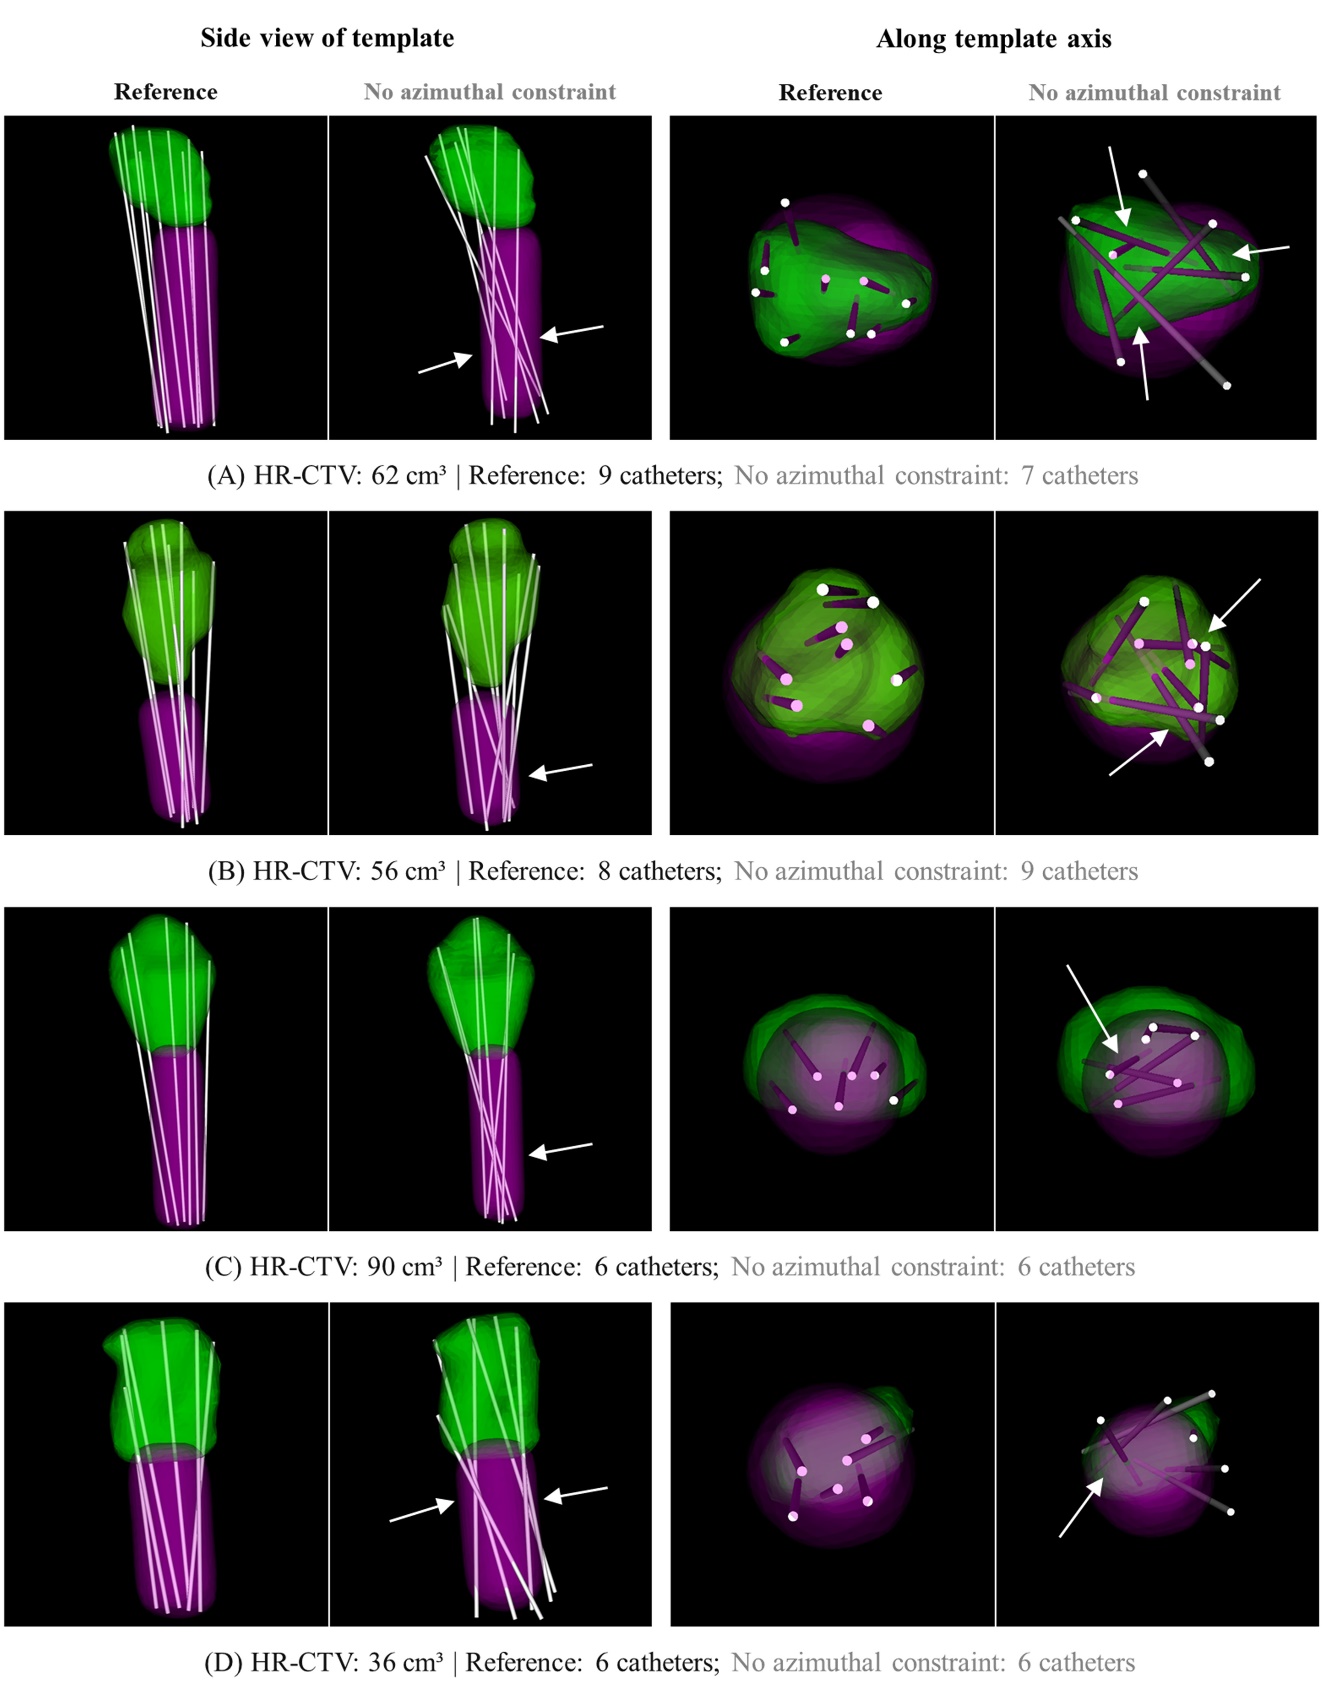 Side view of template
Along template axis
Reference
No azimuthal constraint
Reference
No azimuthal constraint
(A) HR-CTV: 62 cm³ | Reference: 9 catheters; No azimuthal constraint: 7 catheters
(B) HR-CTV: 56 cm³ | Reference: 8 catheters; No azimuthal constraint: 9 catheters
(C) HR-CTV: 90 cm³ | Reference: 6 catheters; No azimuthal constraint: 6 catheters
(D) HR-CTV: 36 cm³ | Reference: 6 catheters; No azimuthal constraint: 6 catheters